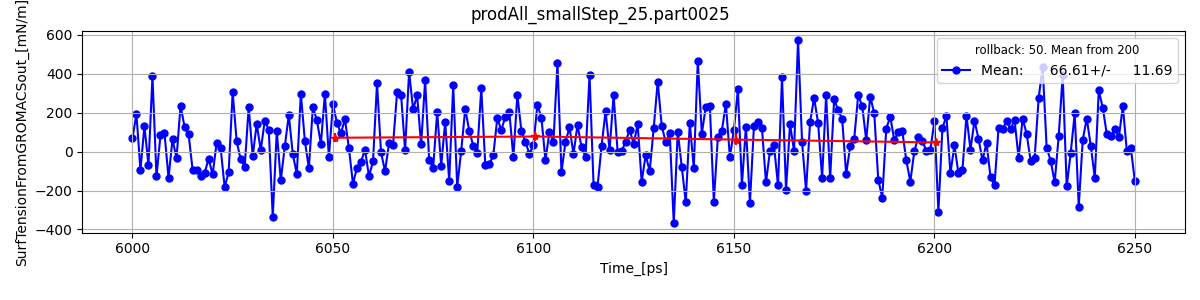 prodAll_smallStep_25.part0025
SurfTensionFromGROMACSout_[mN/m]
600
400
200
0
−200
−400
rollback: 50. Mean from 200
Mean: 66.61+/- 11.69
6000 6050 6100 6150 6200 6250
Time_[ps]